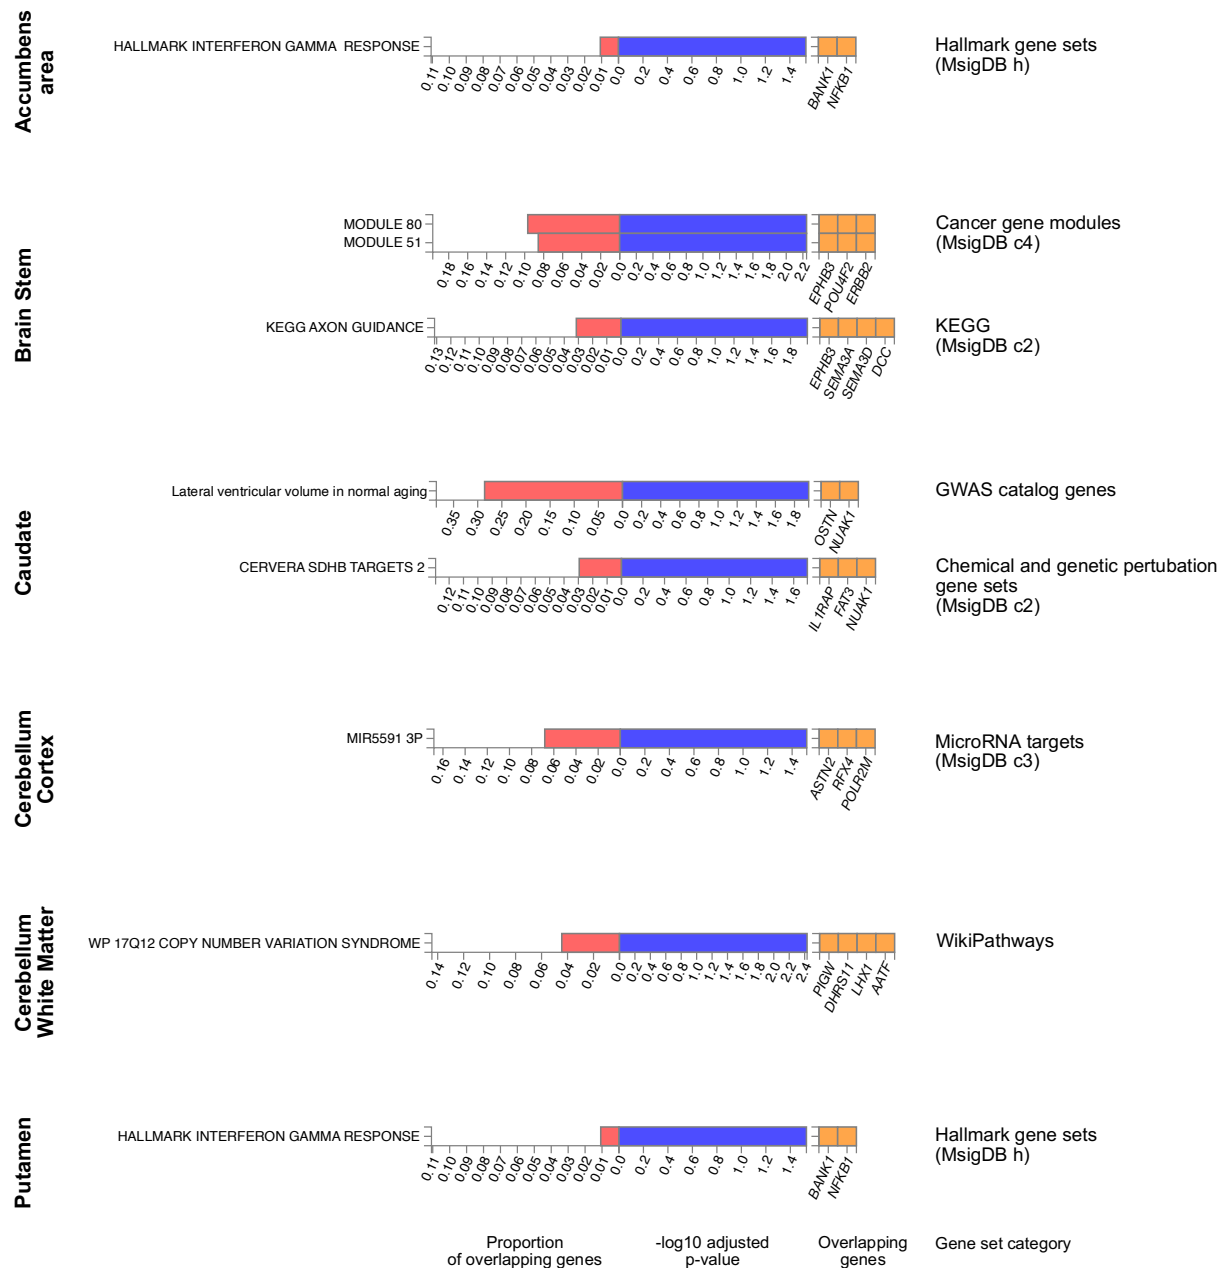 Accumbens
area
HALLMARK INTERFERON GAMMA  RESPONSE
0.11 0.10 0.09 0.08 0.07 0.06 0.05 0.04 0.03 0.02 0.01 0.0 0.2 0.4 0.6 0.8 1.0 1.2 1.4
BANK1 NFKB1
Hallmark gene sets
(MsigDB h)
Brain Stem
MODULE 80
MODULE 51
0.18 0.16 0.14 0.12 0.10 0.08 0.06 0.04 0.02 0.0 0.2 0.4 0.6 0.8 1.0 1.2 1.4 1.6 1.8 2.0 2.2
EPHB3 POU4F2 ERBB2
Cancer gene modules
(MsigDB c4)
KEGG AXON GUIDANCE
0.13 0.12 0.11 0.10 0.09 0.08 0.07 0.06 0.05 0.04 0.03 0.02 0.01 0.0 0.2 0.4 0.6 0.8 1.0 1.2 1.4 1.6 1.8
EPHB3 SEMA3A SEMA3D DCC
KEGG
(MsigDB c2)
Caudate
Lateral ventricular volume in normal aging
0.35 0.30 0.25 0.20 0.15 0.10 0.05 0.0 0.2 0.4 0.6 0.8 1.0 1.2 1.4 1.6 1.8
OSTN NUAK1
GWAS catalog genes
CERVERA SDHB TARGETS 2
0.12 0.11 0.10 0.09 0.08 0.07 0.06 0.05 0.04 0.03 0.02 0.01 0.0 0.2 0.4 0.6 0.8 1.0 1.2 1.4 1.6
IL1RAP FAT3 NUAK1
Chemical and genetic pertubation
gene sets
(MsigDB c2)
Cerebellum
Cortex
MIR5591 3P
0.16 0.14 0.12 0.10 0.08 0.06 0.04 0.02 0.0 0.2 0.4 0.6 0.8 1.0 1.2 1.4
ASTN2 RFX4 POLR2M
MicroRNA targets
(MsigDB c3)
Cerebellum
White Matter
WP 17Q12 COPY NUMBER VARIATION SYNDROME
0.14 0.12 0.10 0.08 0.06 0.04 0.02 0.0 0.2 0.4 0.6 0.8 1.0 1.2 1.4 1.6 1.8 2.0 2.2 2.4
PIGW DHRS11 LHX1 AATF
WikiPathways
Putamen
HALLMARK INTERFERON GAMMA RESPONSE
0.11 0.10 0.09 0.08 0.07 0.06 0.05 0.04 0.03 0.02 0.01 0.0 0.2 0.4 0.6 0.8 1.0 1.2 1.4
BANK1 NFKB1
Hallmark gene sets
(MsigDB h)
Proportion
of overlapping genes
-log10 adjusted
p-value
Overlapping
genes
Gene set category